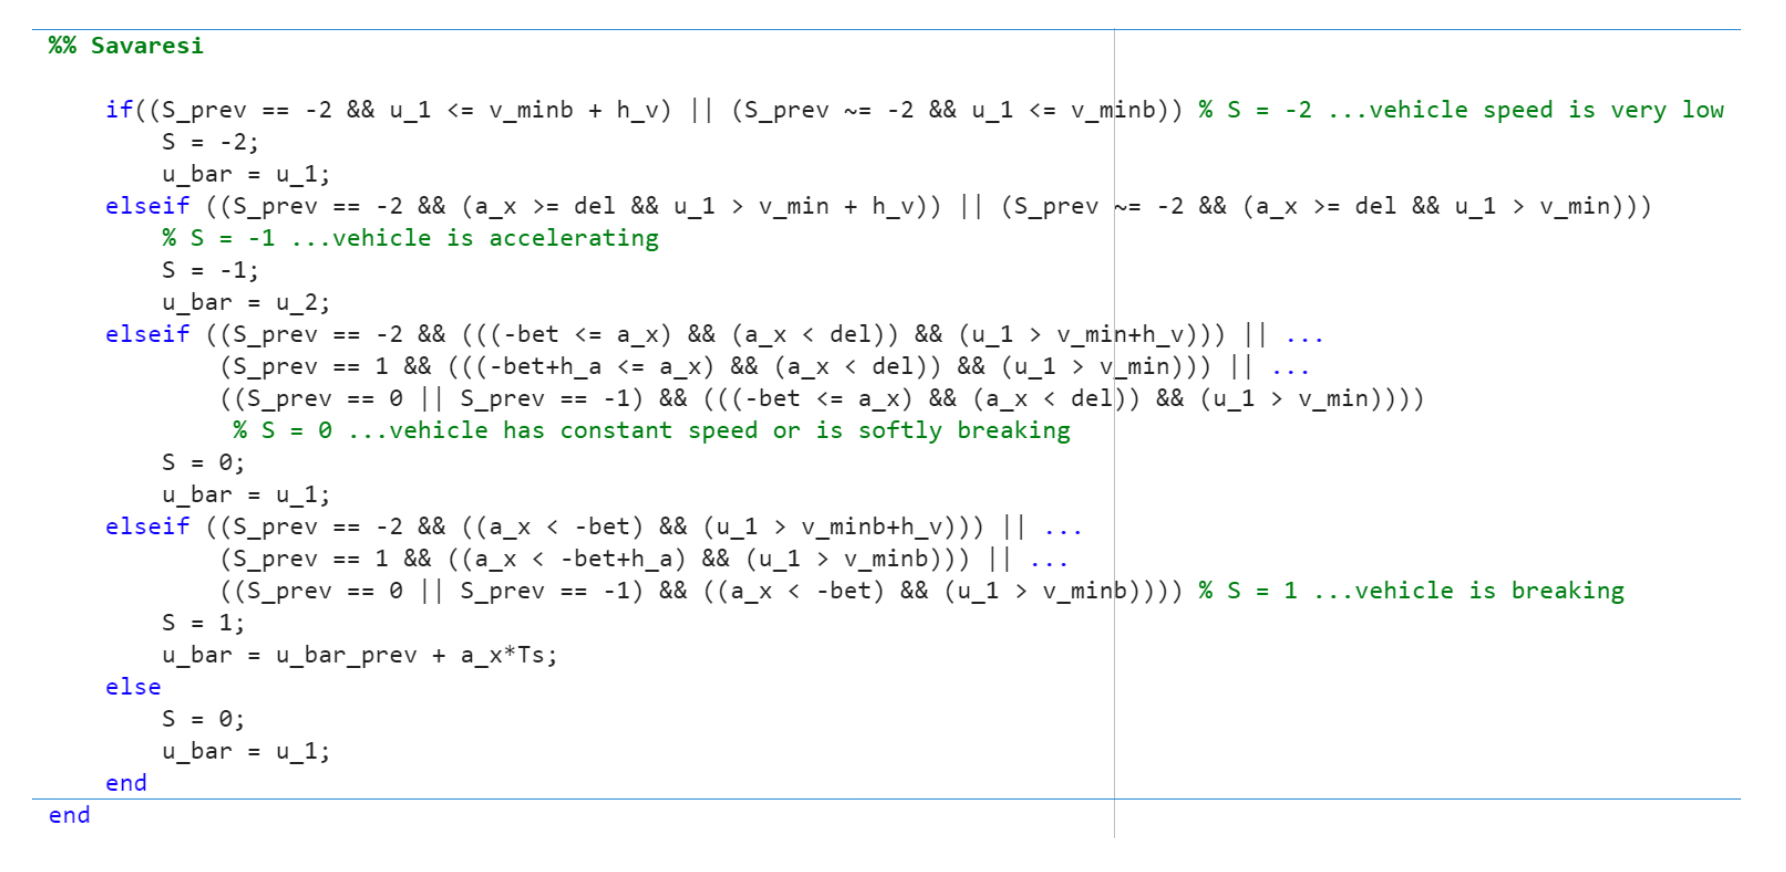 %% Savaresi
if((S_prev == -2 && u_1 <= v_minb + h_v) || (S_prev ~= -2 && u_1 <= v_minb)) % S = -2 ...vehicle speed is very low
S = -2;
u_bar = u_1;
elseif ((S_prev == -2 && (a_x >= del && u_1 > v_min + h_v)) || (S_prev ~= -2 && (a_x >= del && u_1 > v_min)))
% S = -1 ...vehicle is accelerating
S = -1;
u_bar = u_2;
elseif ((S_prev == -2 && (((-bet <= a_x) && (a_x < del)) && (u_1 > v_min+h_v))) || ...
(S_prev == 1 && (((-bet+h_a <= a_x) && (a_x < del)) && (u_1 > v_min))) || ...
((S_prev == 0 || S_prev == -1) && (((-bet <= a_x) && (a_x < del)) && (u_1 > v_min))))
% S = 0 ...vehicle has constant speed or is softly breaking
S = 0;
u_bar = u_1;
elseif ((S_prev == -2 && ((a_x < -bet) && (u_1 > v_minb+h_v))) || ...
(S_prev == 1 && ((a_x < -bet+h_a) && (u_1 > v_minb))) || ...
((S_prev == 0 || S_prev == -1) && ((a_x < -bet) && (u_1 > v_minb)))) % S = 1 ...vehicle is breaking
S = 1;
u_bar = u_bar_prev + a_x*Ts;
else
S = 0;
u_bar = u_1;
end
end